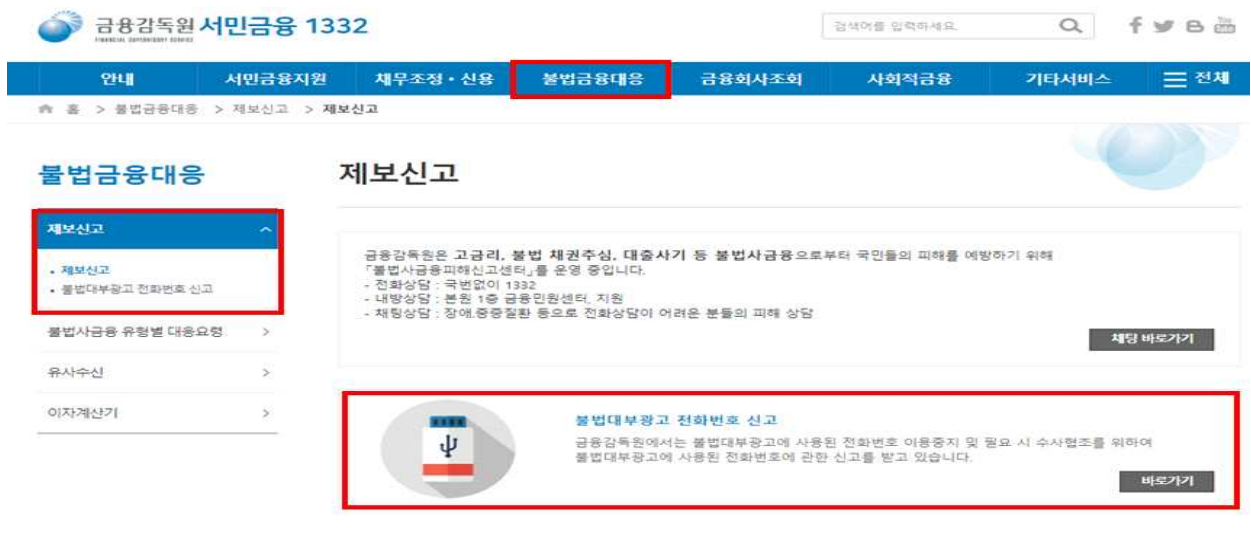 금융감독원 서민금융 1332
FINANCIAL SUPERVISORY SERVICE
검색어를 입력하세요.
안내 서민금융지원 채무조정·신용 불법금융대응 금융회사조회 사회적금융 기타서비스 전체
홈 > 불법금융대응 > 제보신고 > 제보신고
불법금융대응
제보신고
• 제보신고
• 불법대부광고 전화번호 신고
불법사금융 유형별 대응요령 >
유사수신 >
이자계산기 >
제보신고
금융감독원은 고금리, 불법 채권추심, 대출사기 등 불법사금융으로부터 국민들의 피해를 예방하기 위해
「불법사금융피해신고센터」를 운영 중입니다.
- 전화상담 : 국번없이 1332
- 내방상담 : 본원 1층 금융민원센터, 지원
- 채팅상담 : 장애,중증질환 등으로 전화상담이 어려운 분들의 피해 상담
채팅 바로가기
불법대부광고 전화번호 신고
금융감독원에서는 불법대부광고에 사용된 전화번호 이용중지 및 필요 시 수사협조를 위하여
불법대부광고에 사용된 전화번호에 관한 신고를 받고 있습니다.
바로가기